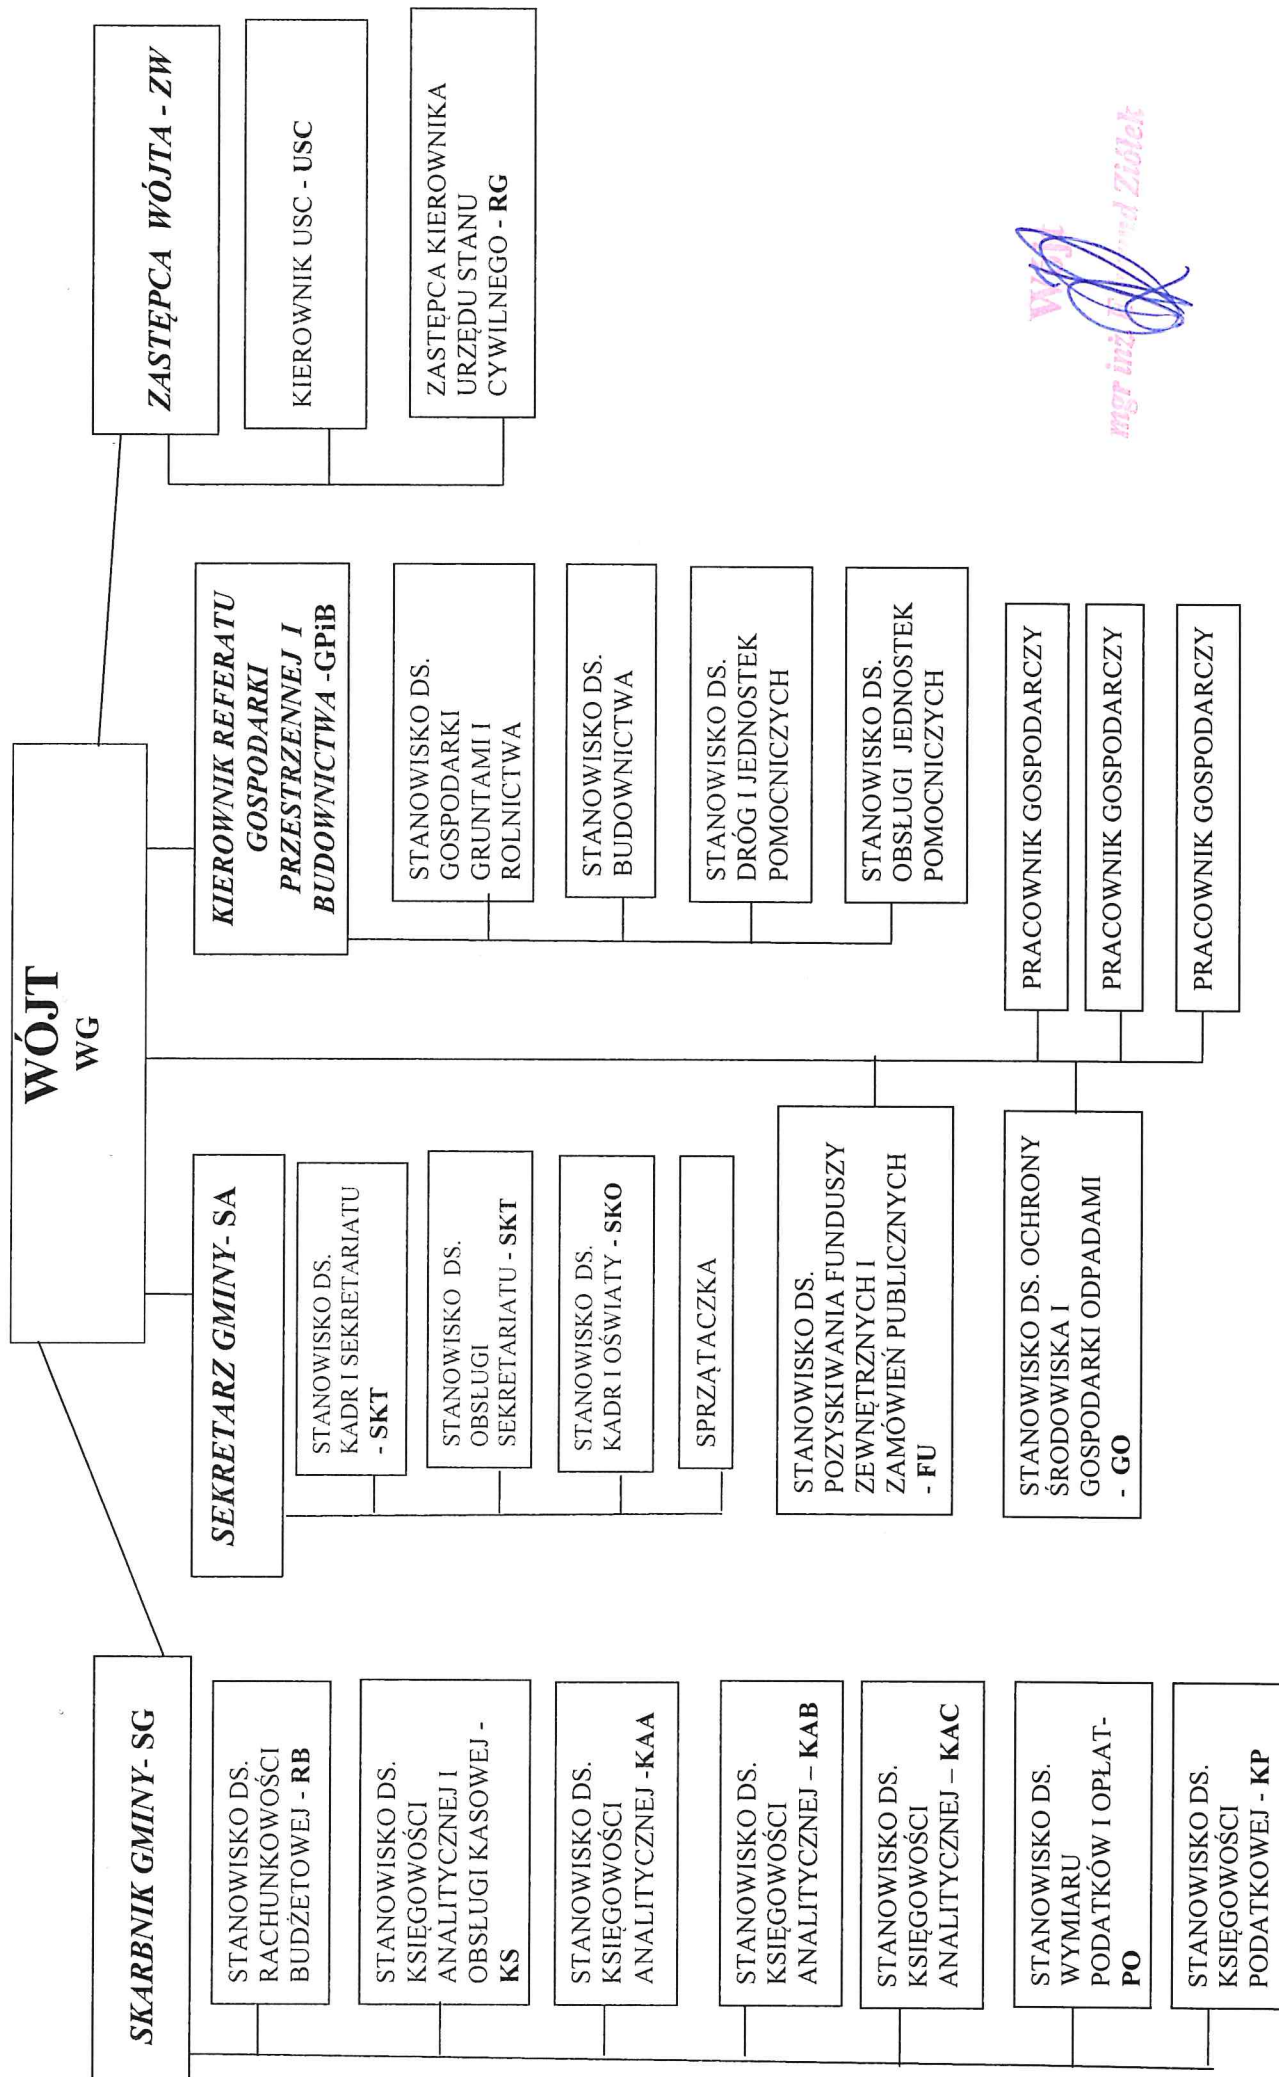 WÓJT
WG
SKARBNIK GMINY- SG
STANOWISKO DS.
RACHUNKOWOŚCI
BUDŻETOWEJ - RB
STANOWISKO DS.
KSIĘGOWOŚCI
ANALITYCZNEJ I
OBSŁUGI KASOWEJ -
KS
STANOWISKO DS.
KSIĘGOWOŚCI
ANALITYCZNEJ -KAA
STANOWISKO DS.
KSIĘGOWOŚCI
ANALITYCZNEJ – KAB
STANOWISKO DS.
KSIĘGOWOŚCI
ANALITYCZNEJ – KAC
STANOWISKO DS.
WYMIARU
PODATKÓW I OPŁAT-
PO
STANOWISKO DS.
KSIĘGOWOŚCI
PODATKOWEJ - KP
SEKRETARZ GMINY- SA
STANOWISKO DS.
KADR I SEKRETARIATU
- SKT
STANOWISKO DS.
OBSŁUGI
SEKRETARIATU - SKT
STANOWISKO DS.
KADR I OŚWIATY - SKO
SPRZĄTACZKA
STANOWISKO DS.
POZYSKIWANIA FUNDUSZY
ZEWNĘTRZNYCH I
ZAMÓWIEŃ PUBLICZNYCH
- FU
STANOWISKO DS. OCHRONY
ŚRODOWISKA I
GOSPODARKI ODPADAMI
- GO
KIEROWNIK REFERATU
GOSPODARKI
PRZESTRZENNEJ I
BUDOWNICTWA -GPiB
STANOWISKO DS.
GOSPODARKI
GRUNTAMI I
ROLNICTWA
STANOWISKO DS.
BUDOWNICTWA
STANOWISKO DS.
DRÓG I JEDNOSTEK
POMOCNICZYCH
STANOWISKO DS.
OBSŁUGI JEDNOSTEK
POMOCNICZYCH
PRACOWNIK GOSPODARCZY
PRACOWNIK GOSPODARCZY
PRACOWNIK GOSPODARCZY
ZASTĘPCA WÓJTA - ZW
KIEROWNIK USC - USC
ZASTĘPCA KIEROWNIKA
URZĘDU STANU
CYWILNEGO - RG
Wójt
mgr inż. Ziółek